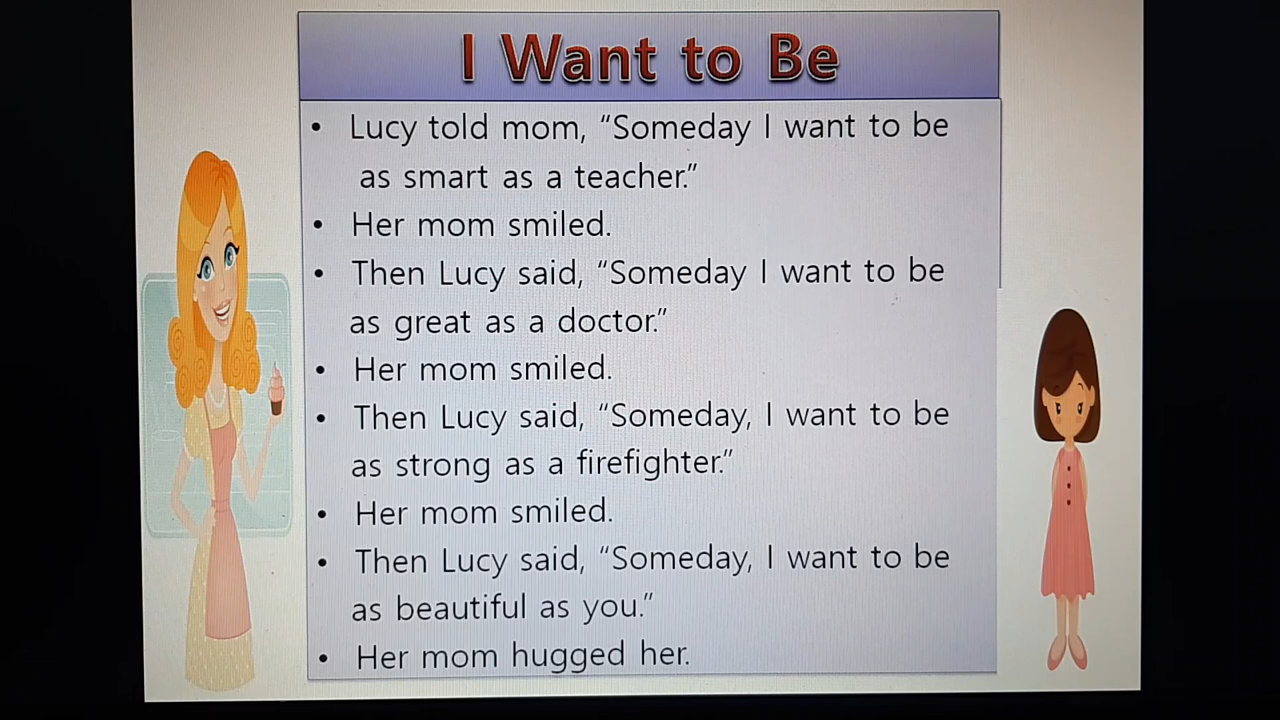 I Want to Be
• Lucy told mom, “Someday I want to be
as smart as a teacher.”
• Her mom smiled.
• Then Lucy said, “Someday I want to be
as great as a doctor.”
• Her mom smiled.
• Then Lucy said, “Someday, I want to be
as strong as a firefighter.”
• Her mom smiled.
• Then Lucy said, “Someday, I want to be
as beautiful as you.”
• Her mom hugged her.